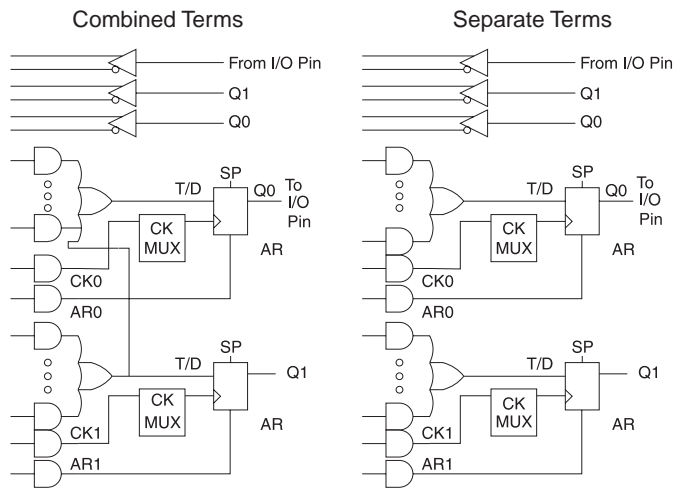 Combined Terms
From I/O Pin
Q1
Q0
SP
T/D
Q0
To
I/O
Pin
CK
MUX
AR
CK0
AR0
SP
T/D
Q1
CK
MUX
AR
CK1
AR1
Separate Terms
From I/O Pin
Q1
Q0
SP
T/D
Q0
To
I/O
Pin
CK
MUX
AR
CK0
AR0
SP
T/D
Q1
CK
MUX
AR
CK1
AR1